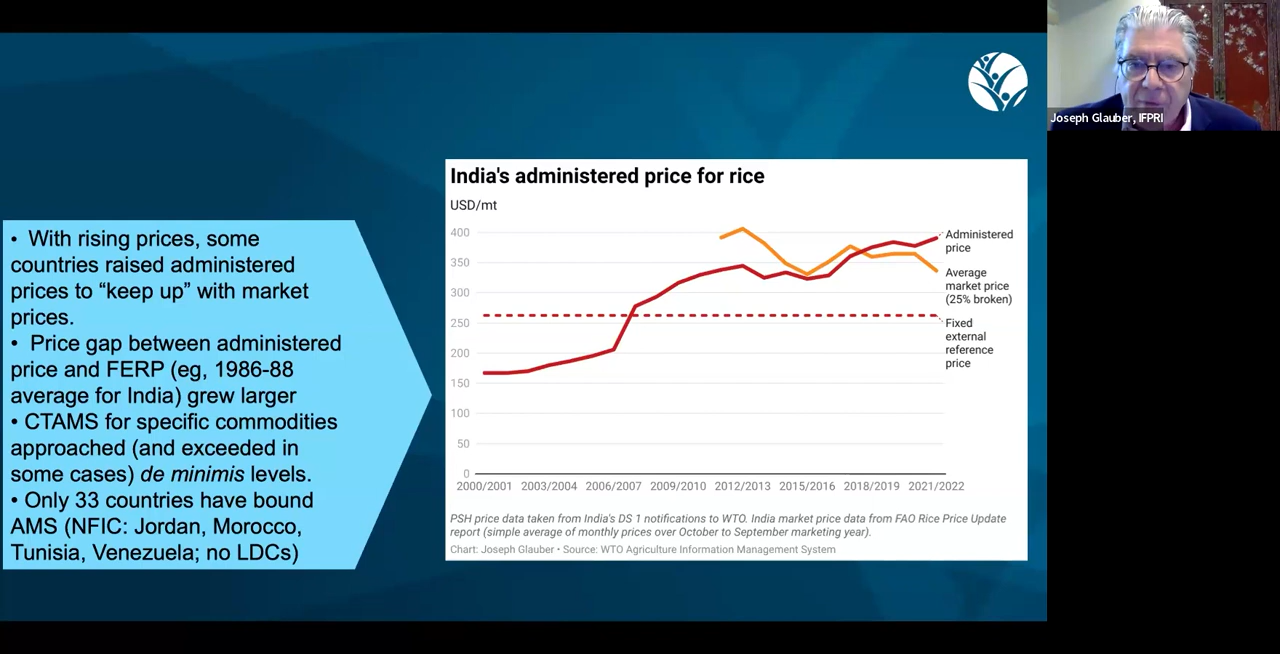 Joseph Glauber, IFPRI
• With rising prices, some
countries raised administered
prices to “keep up” with market
prices.
• Price gap between administered
price and FERP (eg, 1986-88
average for India) grew larger
• CTAMS for specific commodities
approached (and exceeded in
some cases) de minimis levels.
• Only 33 countries have bound
AMS (NFIC: Jordan, Morocco,
Tunisia, Venezuela; no LDCs)
India's administered price for rice
USD/mt
400
350
300
250
200
150
100
50
0
2000/2001 2003/2004 2006/2007 2009/2010 2012/2013 2015/2016 2018/2019 2021/2022
Administered
price
Average
market price
(25% broken)
Fixed
external
reference
price
PSH price data taken from India's DS 1 notifications to WTO. India market price data from FAO Rice Price Update
report (simple average of monthly prices over October to September marketing year).
Chart: Joseph Glauber • Source: WTO Agriculture Information Management System